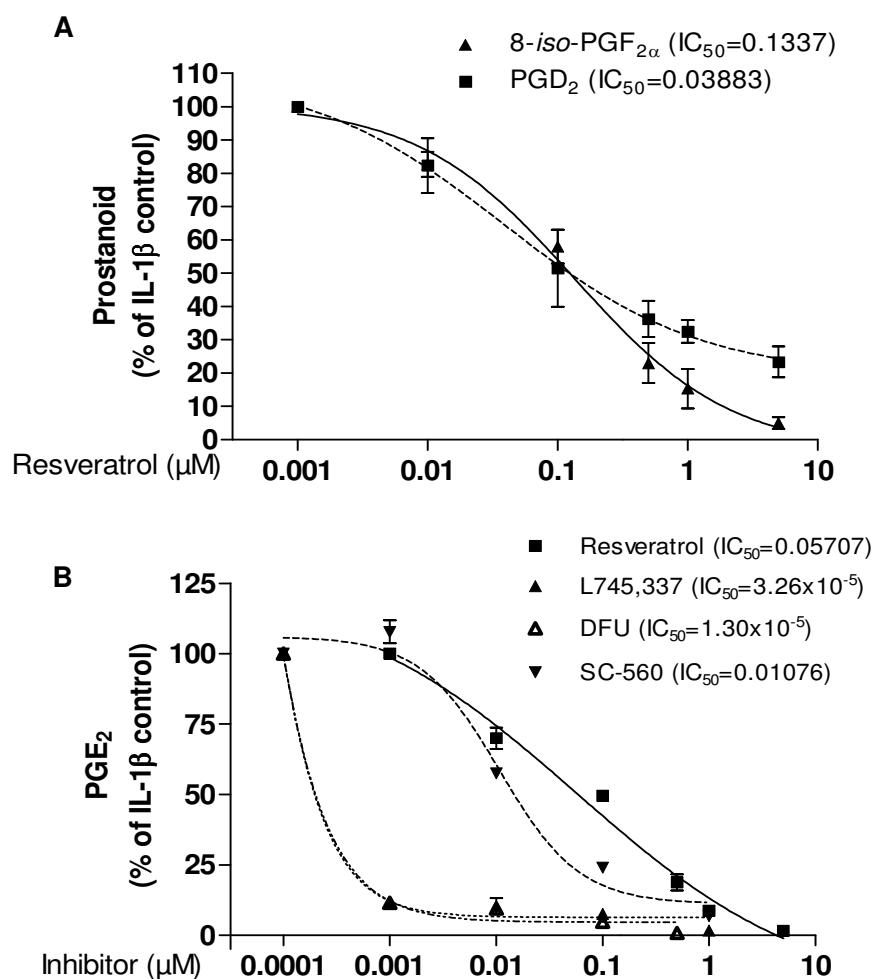 A
8-iso-PGF2α (IC50=0.1337)
PGD2 (IC50=0.03883)
Prostanoid
(% of IL-1β control)
110
100
90
80
70
60
50
40
30
20
10
0
Resveratrol (µM)
0.001 0.01 0.1 1 10
B
Resveratrol (IC50=0.05707)
L745,337 (IC50=3.26x10-5)
DFU (IC50=1.30x10-5)
SC-560 (IC50=0.01076)
PGE2
(% of IL-1β control)
125
100
75
50
25
0
Inhibitor (µM)
0.0001 0.001 0.01 0.1 1 10